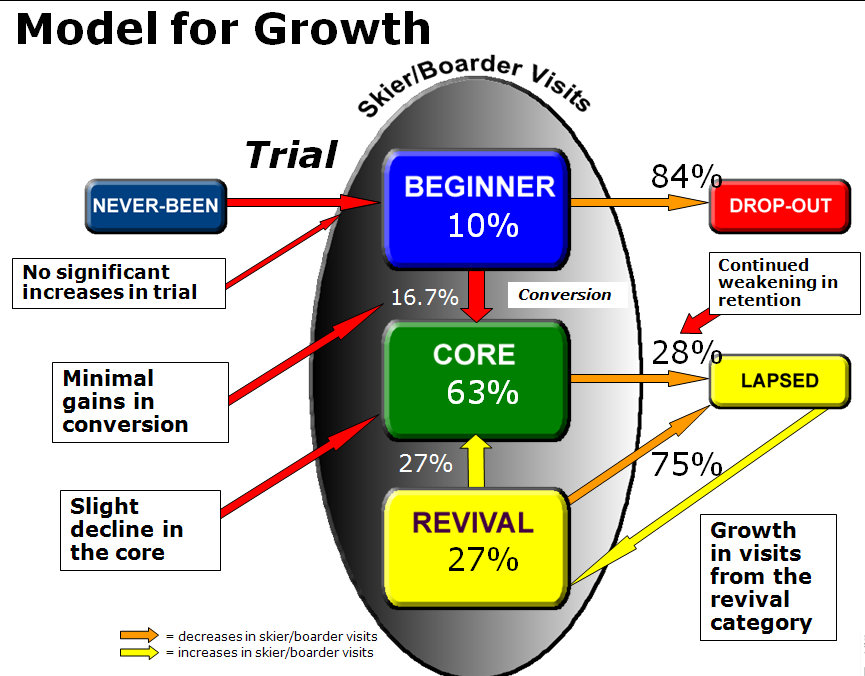 Model for Growth
Skier/Boarder Visits
Trial
NEVER-BEEN
BEGINNER
10%
84%
DROP-OUT
No significant
increases in trial
16.7%
Conversion
Continued
weakening in
retention
Minimal
gains in
conversion
CORE
63%
28%
LAPSED
27%
75%
Slight
decline in
the core
REVIVAL
27%
Growth
in visits
from the
revival
category
= decreases in skier/boarder visits
= increases in skier/boarder visits